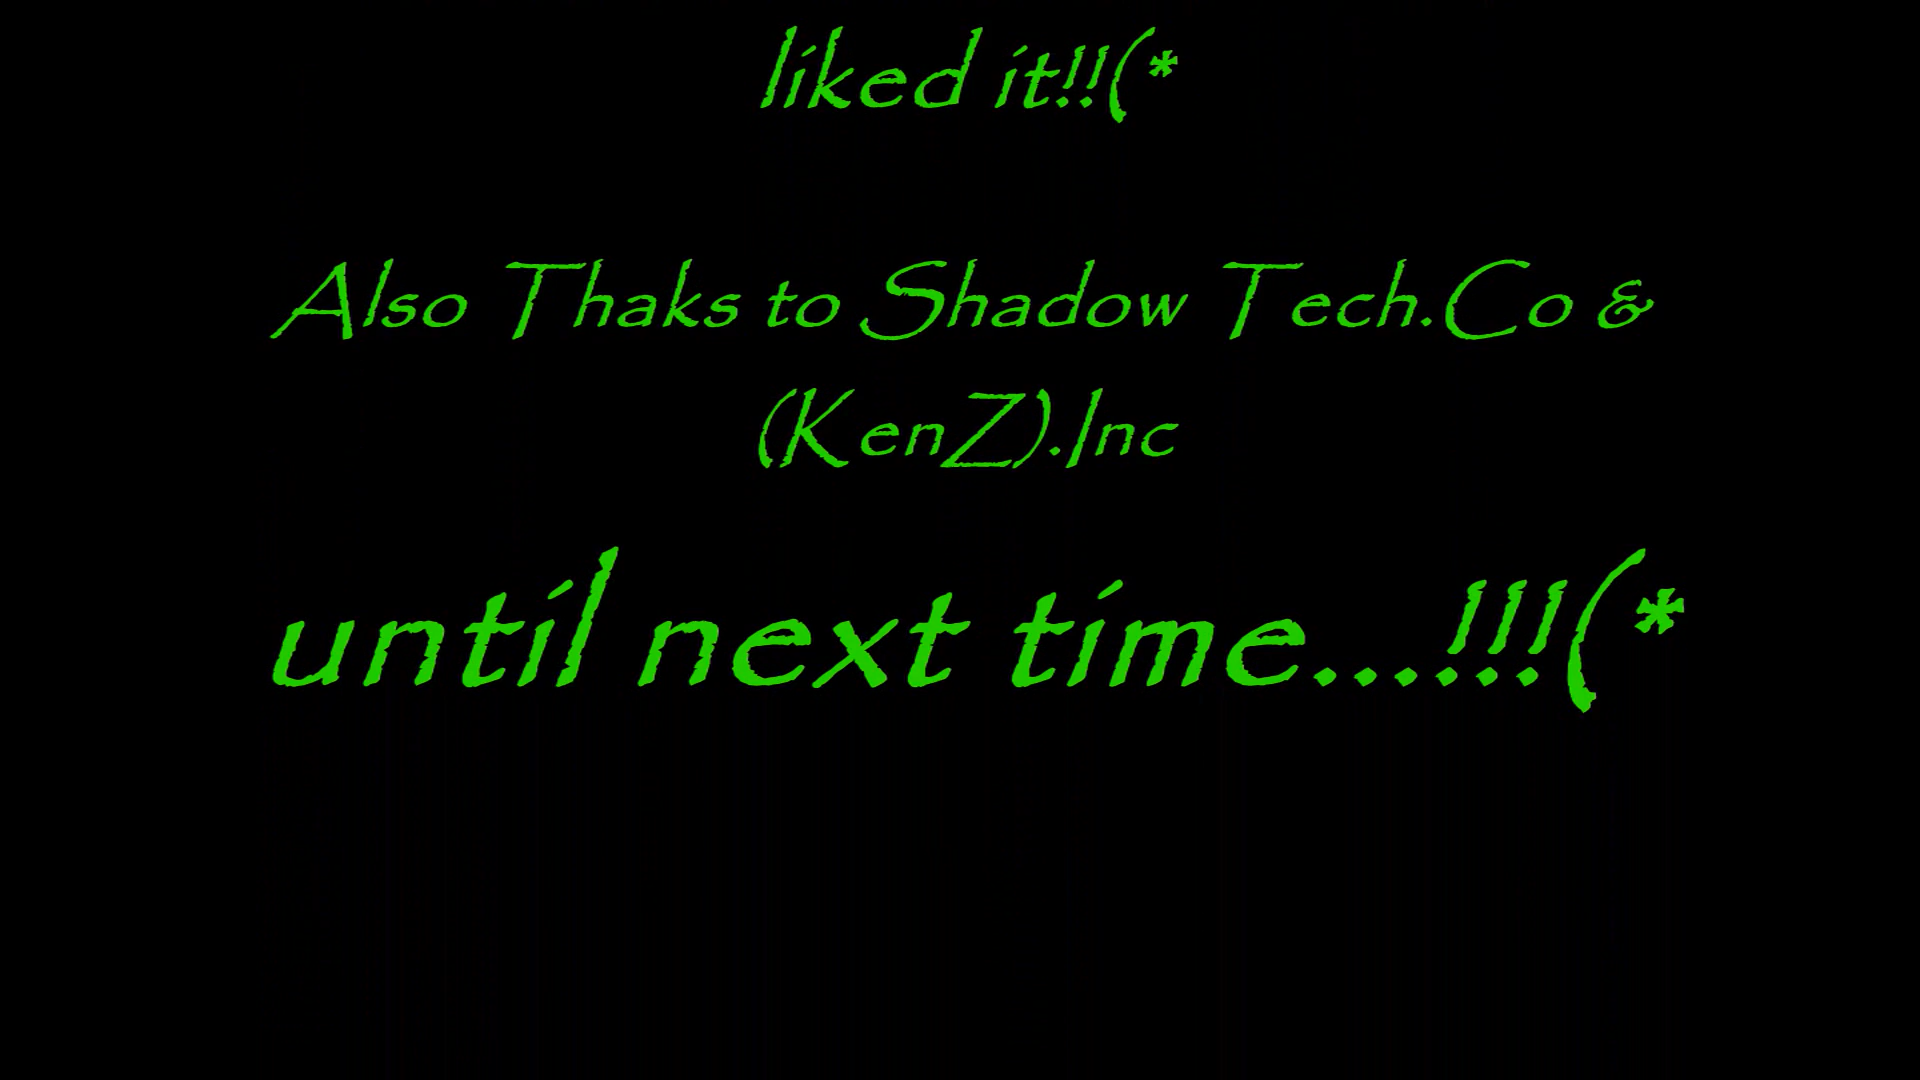 liked it!!(*
Also Thaks to Shadow Tech.Co &
(KenZ).Inc
until next time...!!!(*